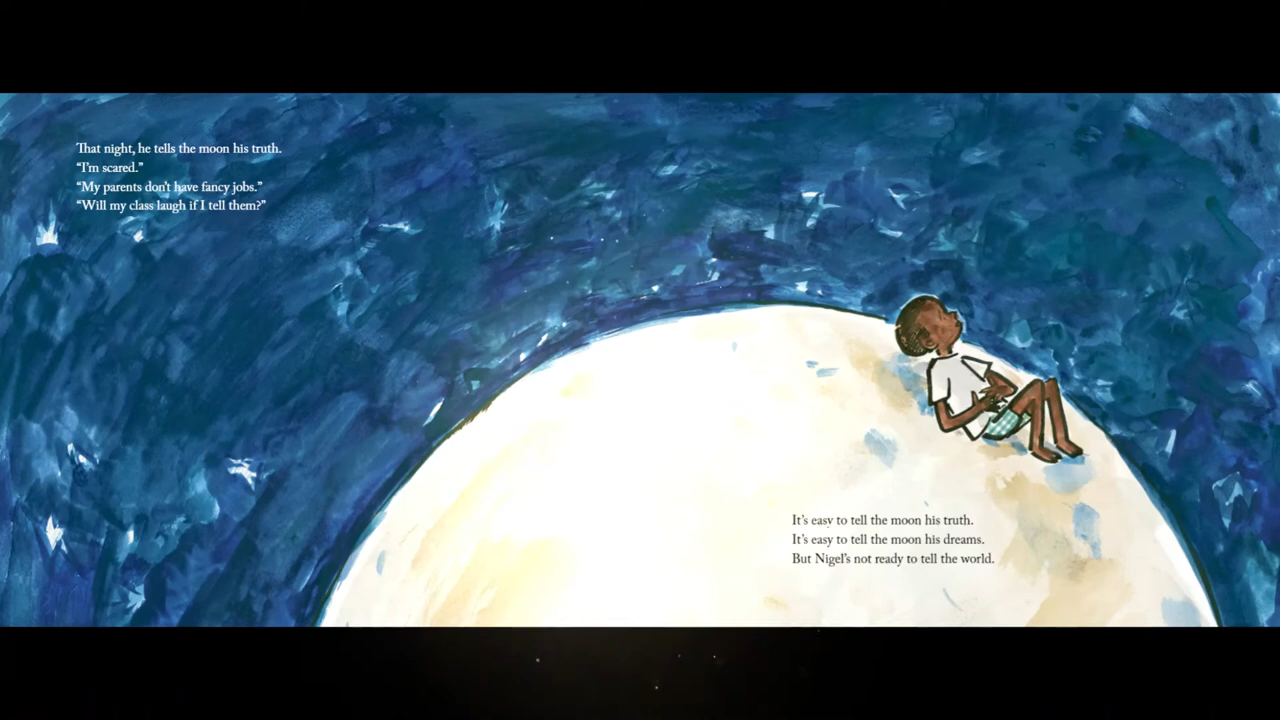 That night, he tells the moon his truth.
“I’m scared.”
“My parents don’t have fancy jobs.”
“Will my class laugh if I tell them?”
It’s easy to tell the moon his truth.
It’s easy to tell the moon his dreams.
But Nigel’s not ready to tell the world.